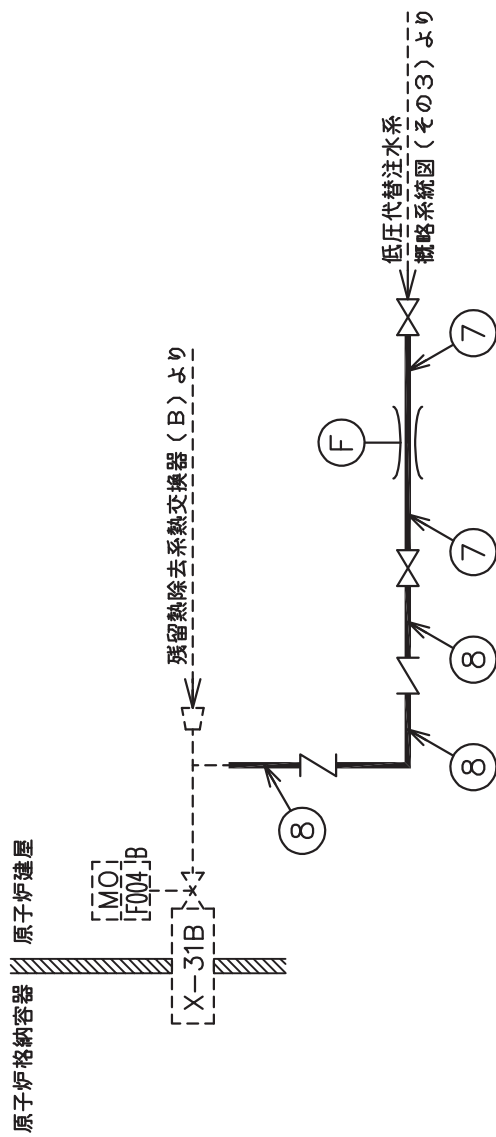 原子炉格納容器
原子炉建屋
MO
F004
B
X-31B
残留熱除去系熱交換器(B)より
低圧代替注水系
概略系統図(その3)より
F
8
8
8
7
7